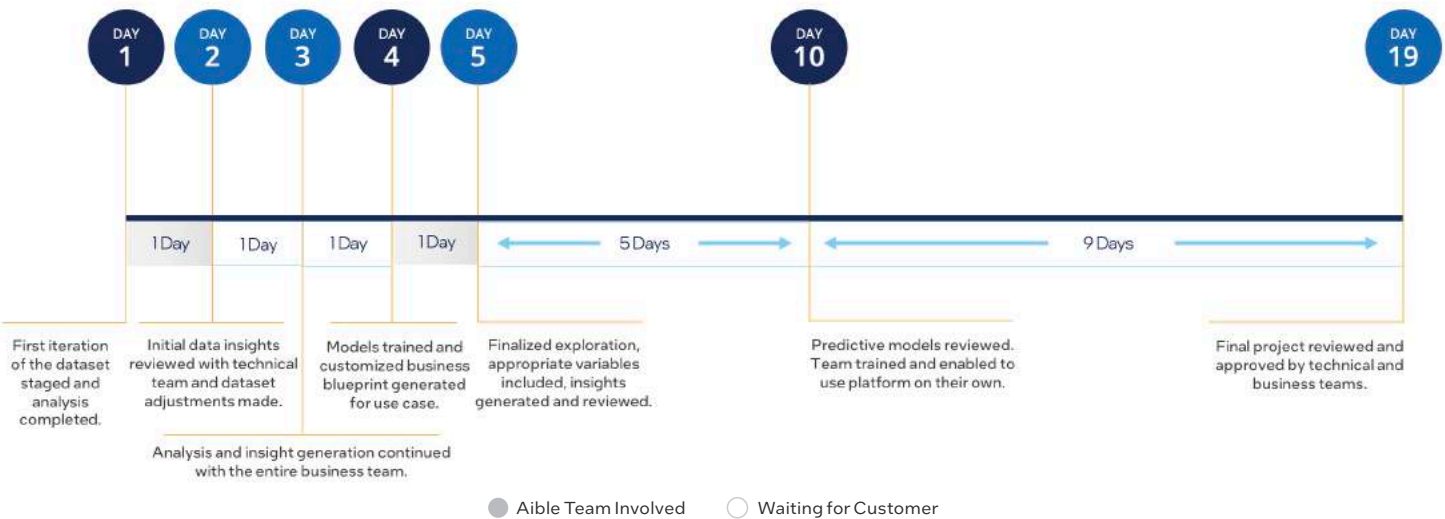 DAY
1
DAY
2
DAY
3
DAY
4
DAY
5
DAY
10
DAY
19
1 Day
1 Day
1 Day
1 Day
5 Days
9 Days
First iteration
of the dataset
staged and
analysis
completed.
Initial data insights
reviewed with technical
team and dataset
adjustments made.
Analysis and insight generation continued
with the entire business team.
Models trained and
customized business
blueprint generated
for use case.
Finalized exploration,
appropriate variables
included, insights
generated and reviewed.
Predictive models reviewed.
Team trained and enabled to
use platform on their own.
Final project reviewed and
approved by technical and
business teams.
Aible Team Involved
Waiting for Customer